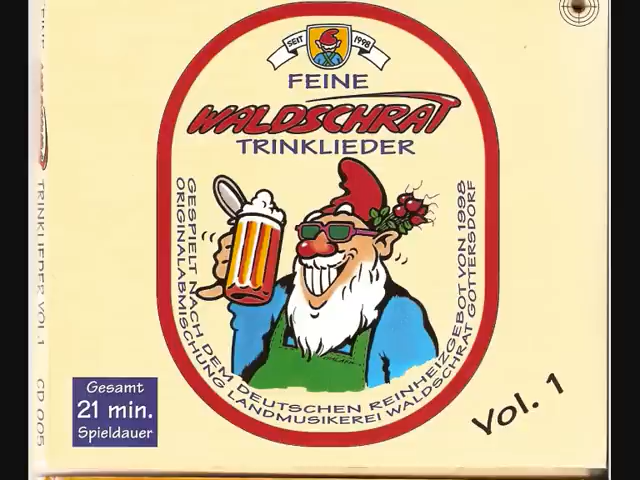 SEIT 1998
FEINE
WALDSCHRAT
TRINKLIEDER
GESPIELT NACH DEM DEUTSCHEN REINHEIZGEBOT VON 1998
ORIGINALABMISCHUNG LANDMUSIKEREI WALDSCHRAT GOTTERSDORF
Gesamt
21 min.
Spieldauer
Vol. 1
TRINKLIEDER VOL 1
CD 005